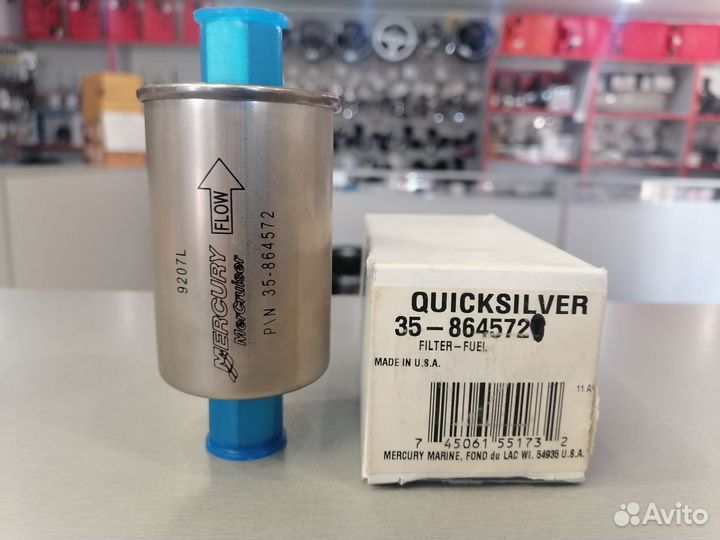 FLOW
9207L
MERCURY
MerCruiser
P\N 35-864572
QUICKSILVER
35-864572
FILTER-FUEL
MADE IN U.S.A.
7 45061 55173 2
MERCURY MARINE, FOND du LAC WI. 54935 U.S.A.
Avito